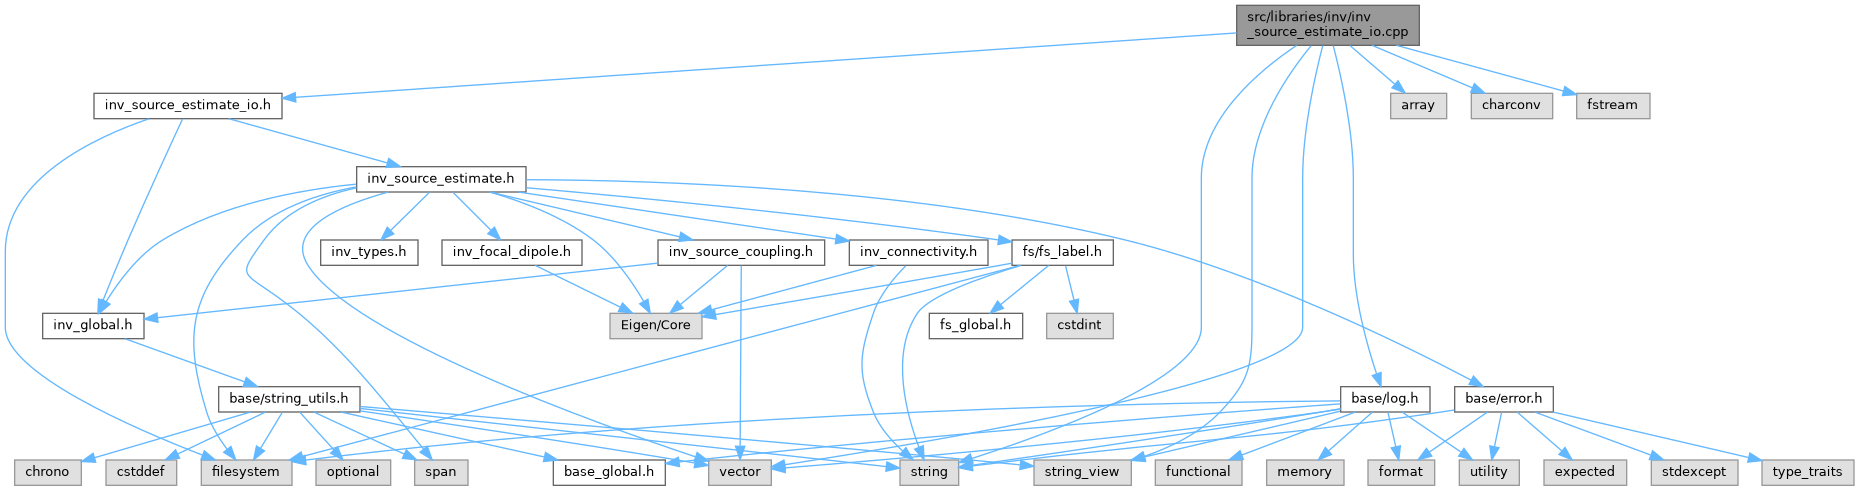 src/libraries/inv/inv
_source_estimate_io.cpp
inv_source_estimate_io.h
array
charconv
fstream
inv_source_estimate.h
inv_types.h
inv_focal_dipole.h
inv_source_coupling.h
inv_connectivity.h
fs/fs_label.h
inv_global.h
Eigen/Core
fs_global.h
cstdint
base/string_utils.h
base/log.h
base/error.h
chrono
cstddef
filesystem
optional
span
base_global.h
vector
string
string_view
functional
memory
format
utility
expected
stdexcept
type_traits